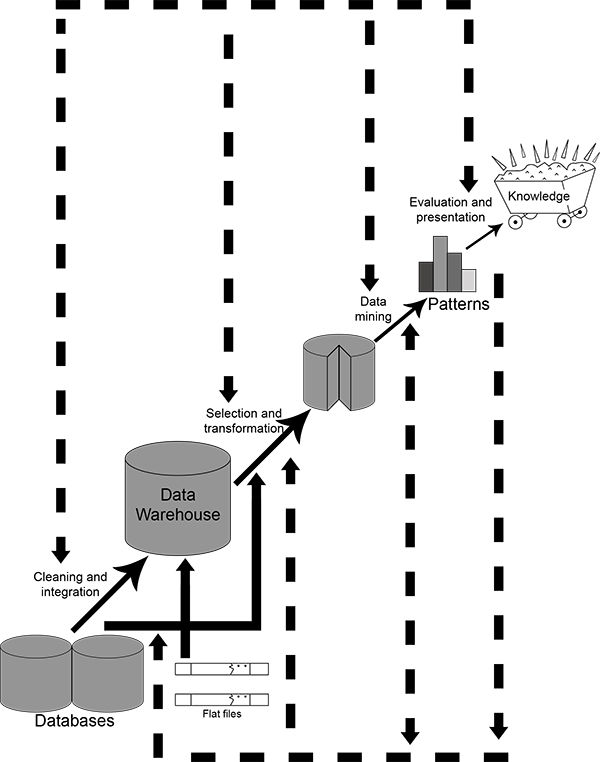 Knowledge
Evaluation and
presentation
Patterns
Data
mining
Selection and
transformation
Data
Warehouse
Cleaning and
integration
Databases
Flat files